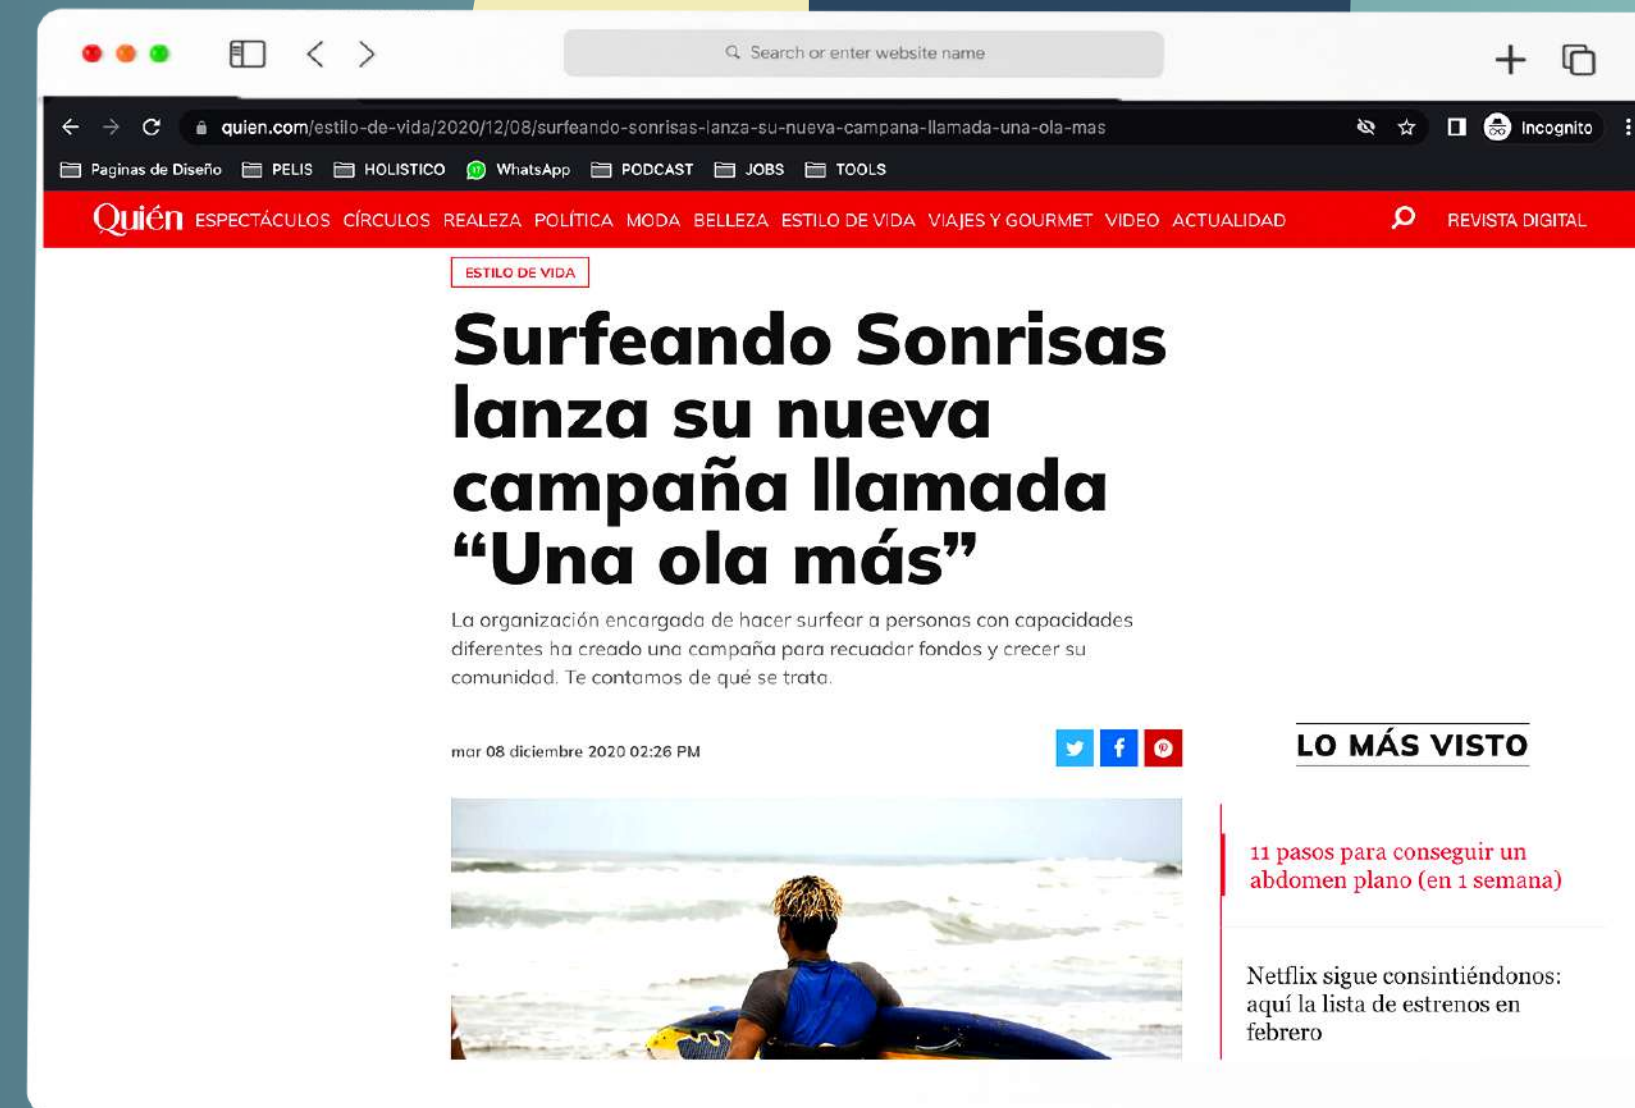 Search or enter website name
quien.com/estilo-de-vida/2020/12/08/surfeando-sonrisas-lanza-su-nueva-campana-llamada-una-ola-mas
Incognito
Paginas de Diseño PELIS HOLISTICO WhatsApp PODCAST JOBS TOOLS
Quién ESPECTÁCULOS CÍRCULOS REALEZA POLÍTICA MODA BELLEZA ESTILO DE VIDA VIAJES Y GOURMET VIDEO ACTUALIDAD REVISTA DIGITAL
ESTILO DE VIDA
Surfeando Sonrisas
lanza su nueva
campaña llamada
“Una ola más”
La organización encargada de hacer surfear a personas con capacidades
diferentes ha creado una campaña para recuadar fondos y crecer su
comunidad. Te contamos de qué se trata.
mar 08 diciembre 2020 02:26 PM
LO MÁS VISTO
11 pasos para conseguir un
abdomen plano (en 1 semana)
Netflix sigue consintiéndonos:
aquí la lista de estrenos en
febrero